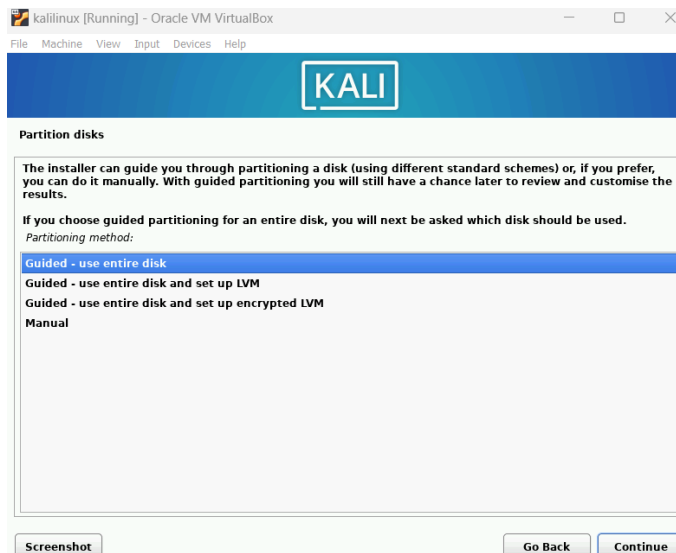 kalilinux [Running] - Oracle VM VirtualBox
File Machine View Input Devices Help
KALI
Partition disks
The installer can guide you through partitioning a disk (using different standard schemes) or, if you prefer,
you can do it manually. With guided partitioning you will still have a chance later to review and customise the
results.
If you choose guided partitioning for an entire disk, you will next be asked which disk should be used.
Partitioning method:
Guided - use entire disk
Guided - use entire disk and set up LVM
Guided - use entire disk and set up encrypted LVM
Manual
Screenshot Go Back Continue